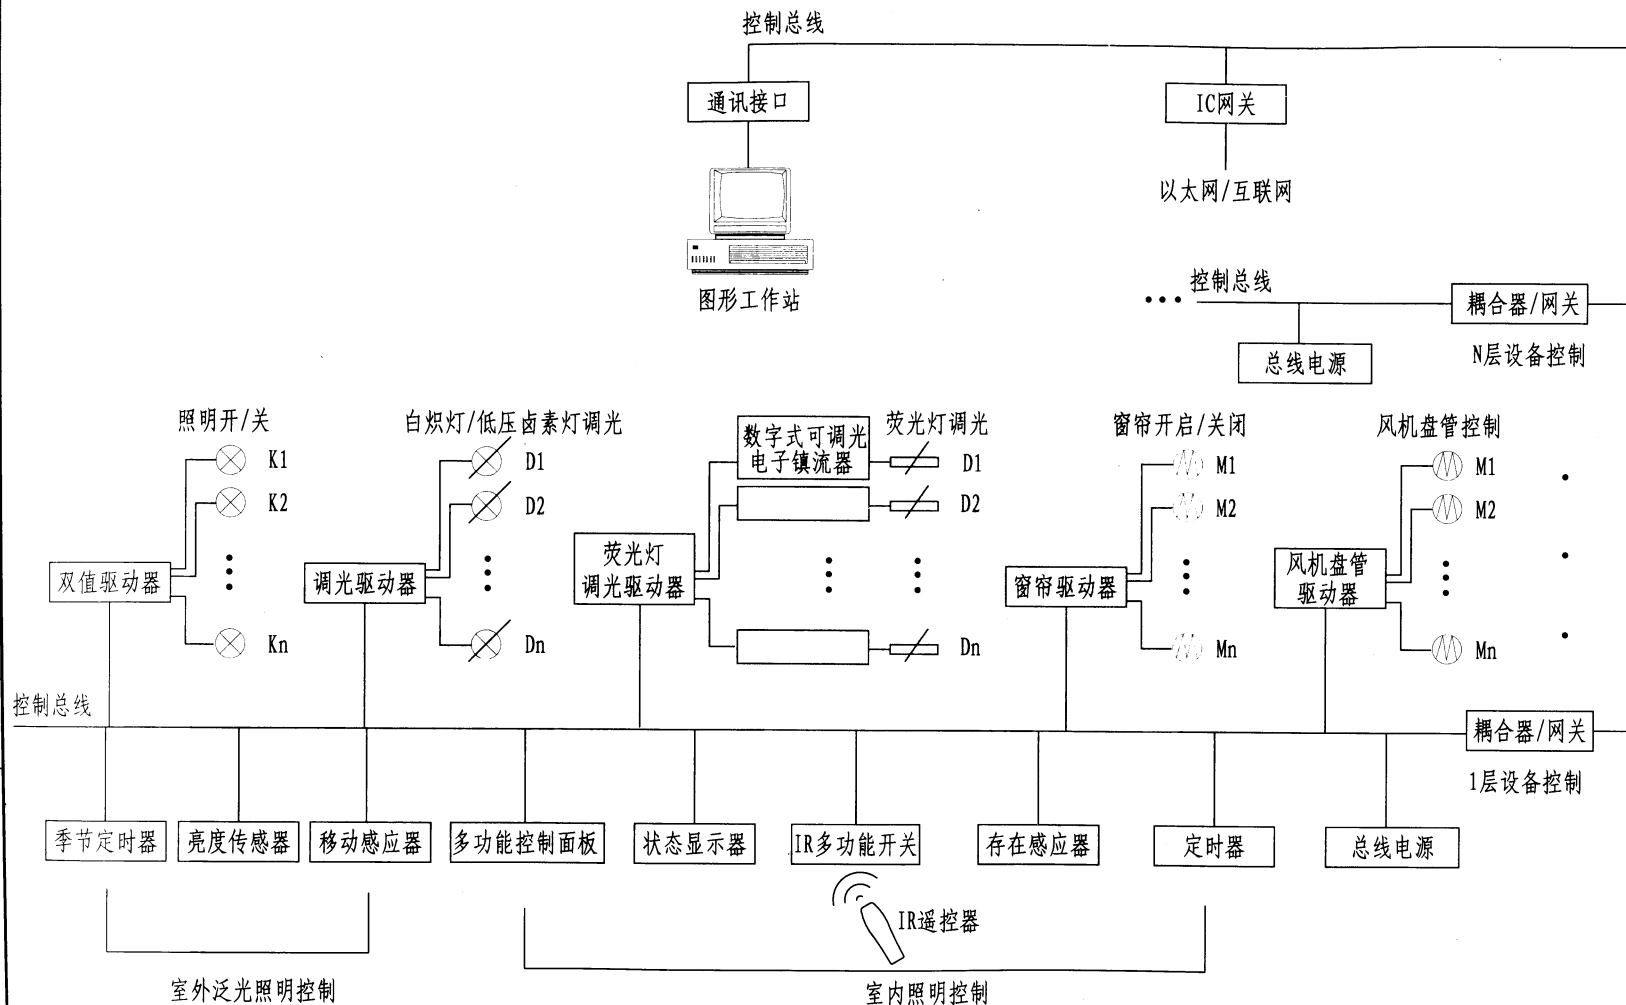 控制总线
通讯接口
IC网关
以太网/互联网
图形工作站
控制总线
耦合器/网关
总线电源
N层设备控制
照明开/关
K1
K2
Kn
双值驱动器
白炽灯/低压卤素灯调光
D1
D2
Dn
调光驱动器
数字式可调光
电子镇流器
荧光灯调光
D1
D2
Dn
荧光灯
调光驱动器
窗帘开启/关闭
M1
M2
Mn
窗帘驱动器
风机盘管控制
M1
M2
Mn
风机盘管
驱动器
控制总线
耦合器/网关
1层设备控制
季节定时器
亮度传感器
移动感应器
多功能控制面板
状态显示器
IR多功能开关
存在感应器
定时器
总线电源
IR遥控器
室外泛光照明控制
室内照明控制